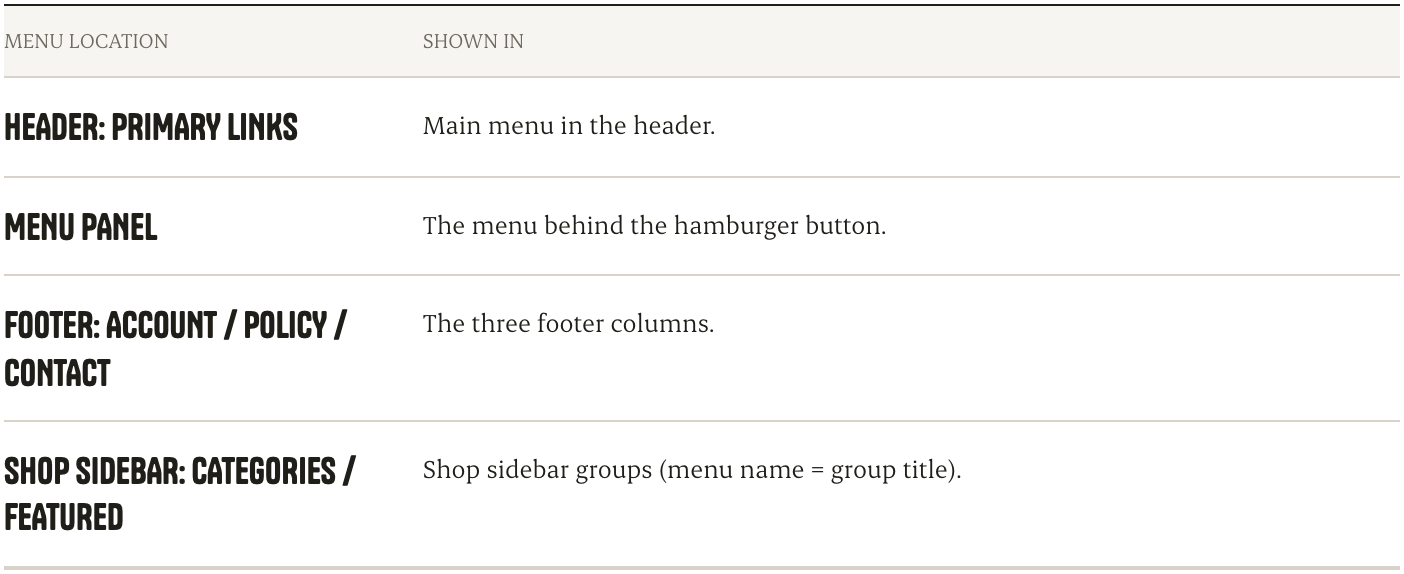 MENU LOCATION
SHOWN IN
HEADER: PRIMARY LINKS
Main menu in the header.
MENU PANEL
The menu behind the hamburger button.
FOOTER: ACCOUNT / POLICY /
CONTACT
The three footer columns.
SHOP SIDEBAR: CATEGORIES /
FEATURED
Shop sidebar groups (menu name = group title).